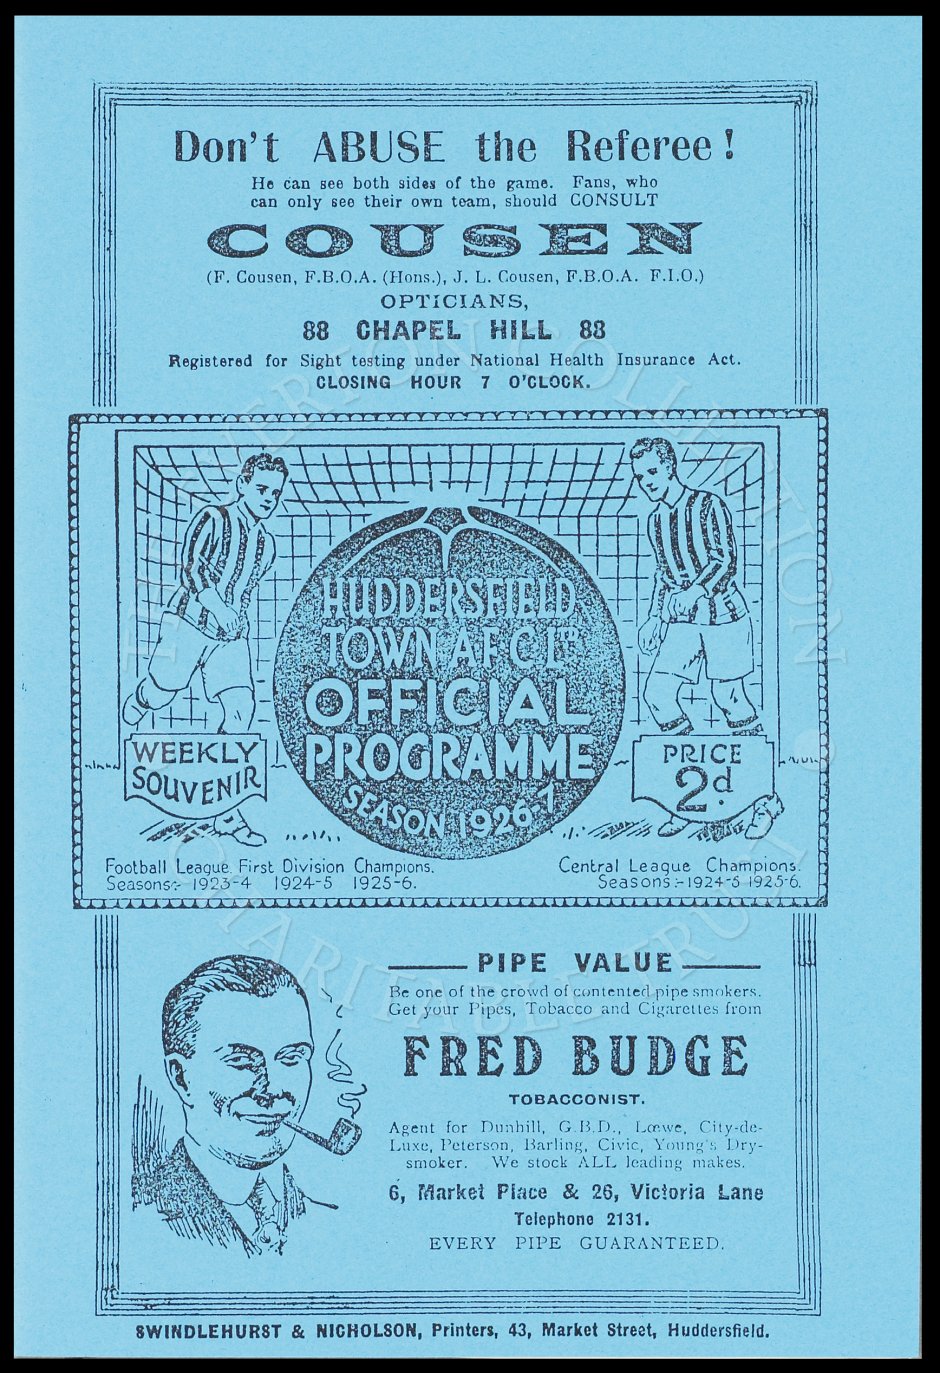 Don't ABUSE the Referee!
He can see both sides of the game. Fans, who
can only see their own team, should CONSULT
COUSEN
(F. Cousen, F.B.O.A. (Hons.), J. L. Cousen, F.B.O.A. F.I.O.)
OPTICIANS,
88 CHAPEL HILL 88
Registered for Sight testing under National Health Insurance Act.
CLOSING HOUR 7 O'CLOCK.
HUDDERSFIELD
TOWN A.F.C. LTD
OFFICIAL
PROGRAMME
SEASON 1926-7
WEEKLY
SOUVENIR
PRICE
2d.
Football League First Division Champions.
Seasons:- 1923-4 1924-5 1925-6.
Central League Champions.
Seasons:-1924-5 1925-6.
PIPE VALUE
Be one of the crowd of contented pipe smokers.
Get your Pipes, Tobacco and Cigarettes from
FRED BUDGE
TOBACCONIST.
Agent for Dunhill, G.B.D., Lœwe, City-de-
Luxe, Peterson, Barling, Civic, Young's Dry-
smoker. We stock ALL leading makes.
6, Market Place & 26, Victoria Lane
Telephone 2131.
EVERY PIPE GUARANTEED.
SWINDLEHURST & NICHOLSON, Printers, 43, Market Street, Huddersfield.
THE EVERTON COLLECTION • CHARITABLE TRUST •